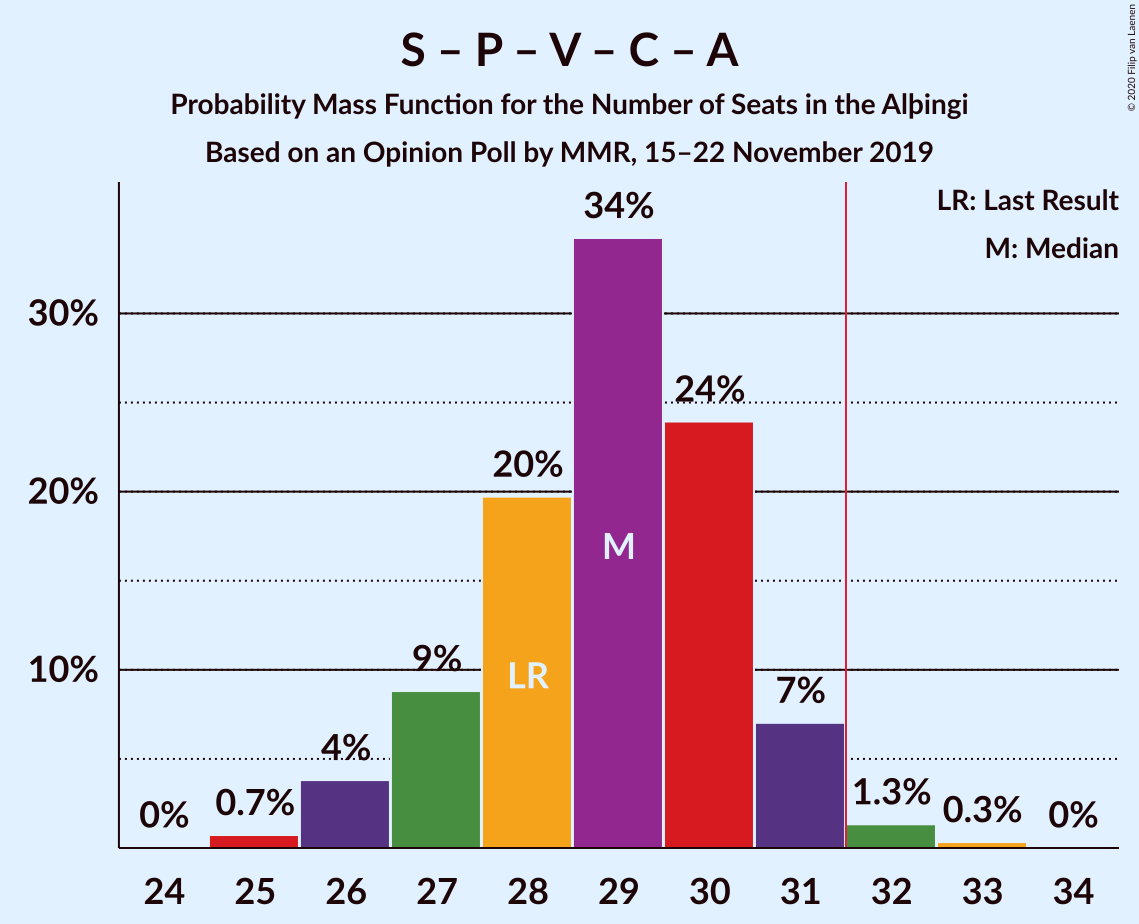 S – P – V – C – A
Probability Mass Function for the Number of Seats in the Alþingi
Based on an Opinion Poll by MMR, 15–22 November 2019
© 2020 Filip van Laenen
LR: Last Result
M: Median
34%
30%
24%
20%
20%
M
10%
9%
LR
7%
4%
0%
0.7%
1.3%
0.3%
0%
24 25 26 27 28 29 30 31 32 33 34